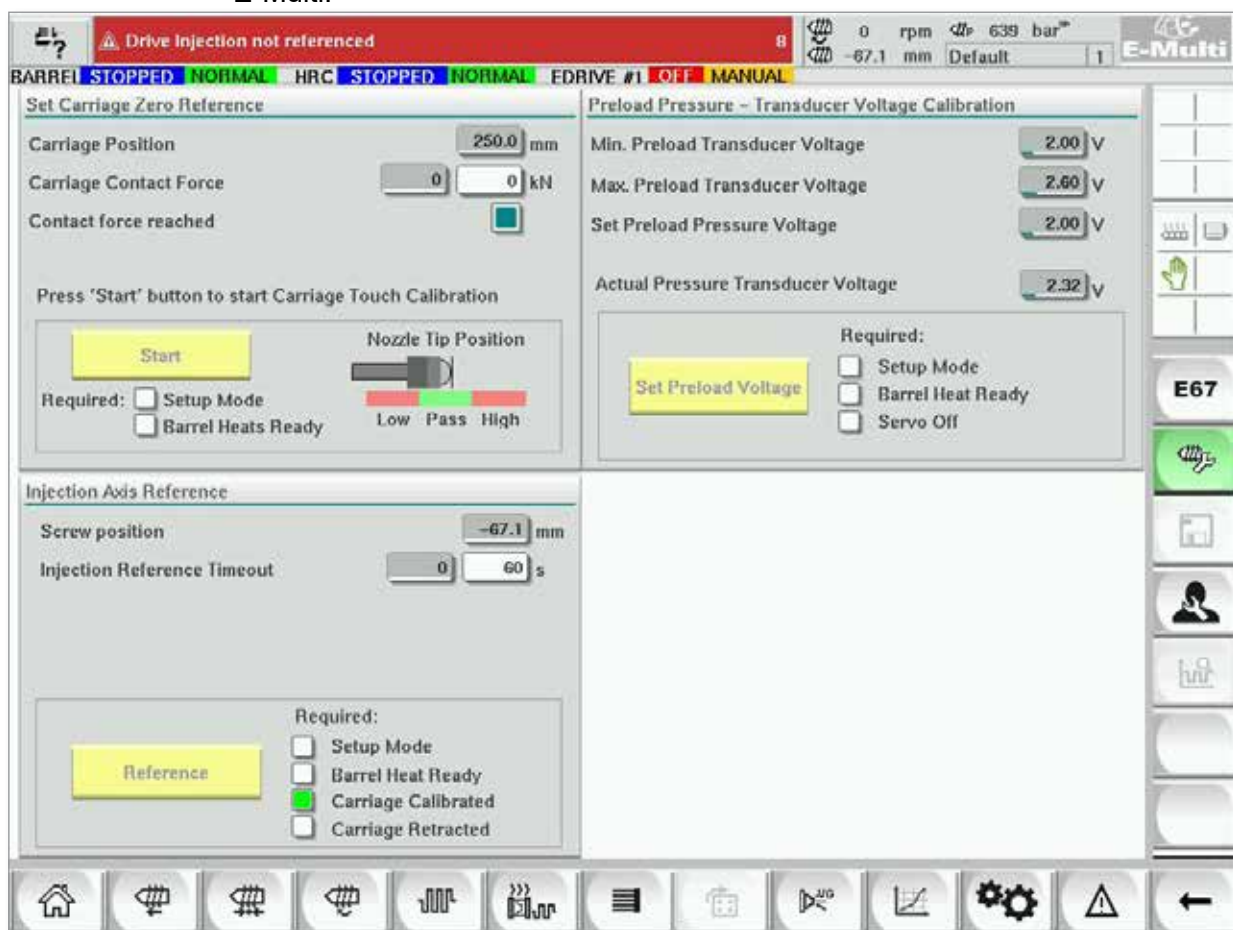 E-Multi.
Drive Injection not referenced 8
0 rpm 639 bar
-67.1 mm Default 1
E-Multi
BARREL STOPPED NORMAL HRC STOPPED NORMAL EDRIVE #1 OFF MANUAL
Set Carriage Zero Reference
Carriage Position 250.0 mm
Carriage Contact Force 0 0 kN
Contact force reached
Press 'Start' button to start Carriage Touch Calibration
Start
Required: Setup Mode
Barrel Heats Ready
Nozzle Tip Position
Low Pass High
Preload Pressure - Transducer Voltage Calibration
Min. Preload Transducer Voltage 2.00 V
Max. Preload Transducer Voltage 2.60 V
Set Preload Pressure Voltage 2.00 V
Actual Pressure Transducer Voltage 2.32 V
Set Preload Voltage
Required:
Setup Mode
Barrel Heat Ready
Servo Off
E67
Injection Axis Reference
Screw position -67.1 mm
Injection Reference Timeout 0 60 s
Reference
Required:
Setup Mode
Barrel Heat Ready
Carriage Calibrated
Carriage Retracted